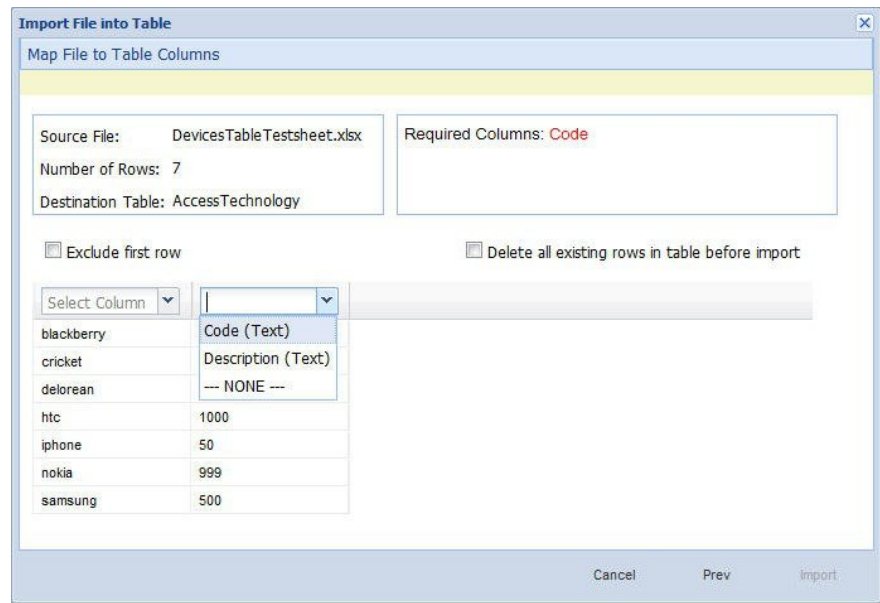 Import File into Table
Map File to Table Columns
Source File: DevicesTableTestsheet.xlsx
Number of Rows: 7
Destination Table: AccessTechnology
Required Columns: Code
Exclude first row
Delete all existing rows in table before import
Select Column
Code (Text)
Description (Text)
--- NONE ---
blackberry
cricket
delorean
htc 1000
iphone 50
nokia 999
samsung 500
Cancel Prev Import